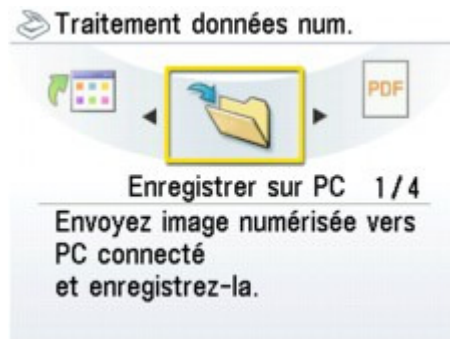 Traitement données num.
PDF
Enregistrer sur PC 1/4
Envoyez image numérisée vers
PC connecté
et enregistrez-la.